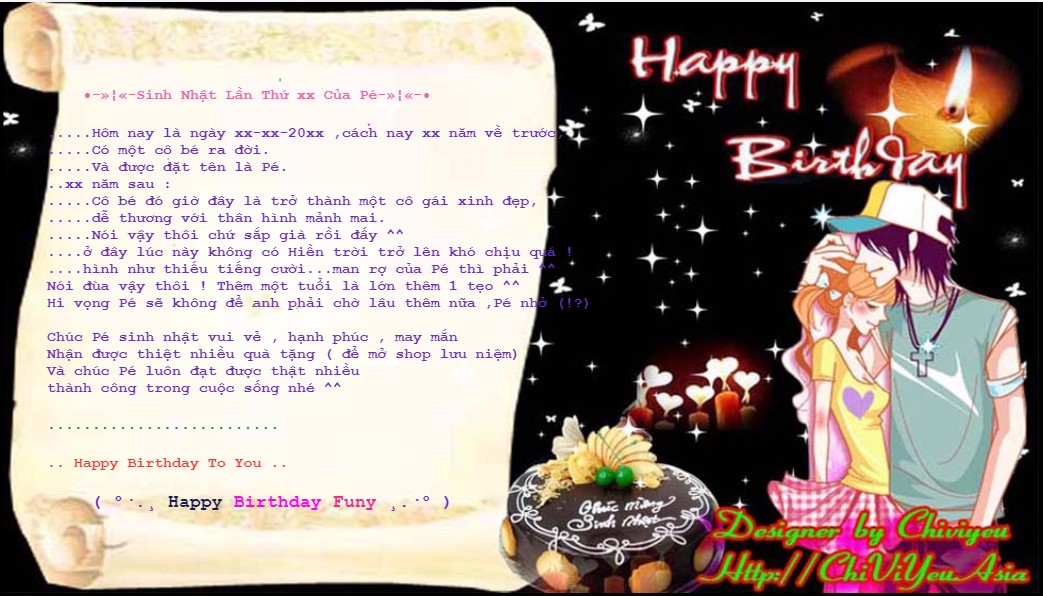 •-»¦«-Sinh Nhật Lần Thứ xx Của Pé-»¦«-•
.....Hôm nay là ngày xx-xx-20xx ,cách nay xx năm về trước,
.....Có một cô bé ra đời.
.....Và được đặt tên là Pé.
..xx năm sau :
.....Cô bé đó giờ đây là trở thành một cô gái xinh đẹp,
.....dễ thương với thân hình mảnh mai.
.....Nói vậy thôi chứ sắp già rồi đấy ^^
....ở đây lúc này không có Hiền trời trở lên khó chịu quá !
....hình như thiếu tiếng cười...man rợ của Pé thì phải ^^
Nói đùa vậy thôi ! Thêm một tuổi là lớn thêm 1 tẹo ^^
Hi vọng Pé sẽ không để anh phải chờ lâu thêm nữa ,Pé nhở (!?)
Chúc Pé sinh nhật vui vẻ , hạnh phúc , may mắn
Nhận được thiệt nhiều quà tặng ( để mở shop lưu niệm)
Và chúc Pé luôn đạt được thật nhiều
thành công trong cuộc sống nhé ^^
..........................
.. Happy Birthday To You ..
( º·.¸ Happy Birthday Funy ¸.·º )
Happy
Birthday
Chúc mừng
Sinh Nhật
Designer by Chiviyeu
Http://ChiViYeu.Asia